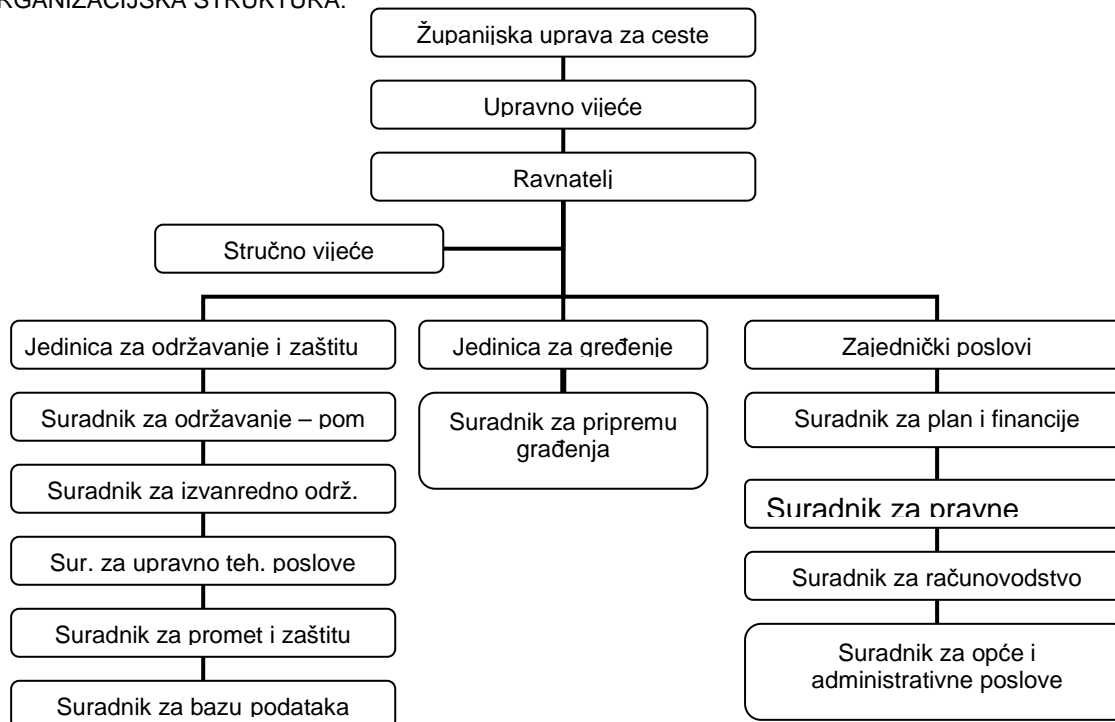 RGANIZACIJSKA STRUKTURA:
Županijska uprava za ceste
Upravno vijeće
Ravnatelj
Stručno vijeće
Jedinica za održavanje i zaštitu
Jedinica za gređenje
Zajednički poslovi
Suradnik za održavanje – pom
Suradnik za pripremu
građenja
Suradnik za plan i financije
Suradnik za izvanredno održ.
Suradnik za pravne
Sur. za upravno teh. poslove
Suradnik za računovodstvo
Suradnik za promet i zaštitu
Suradnik za opće i
administrativne poslove
Suradnik za bazu podataka